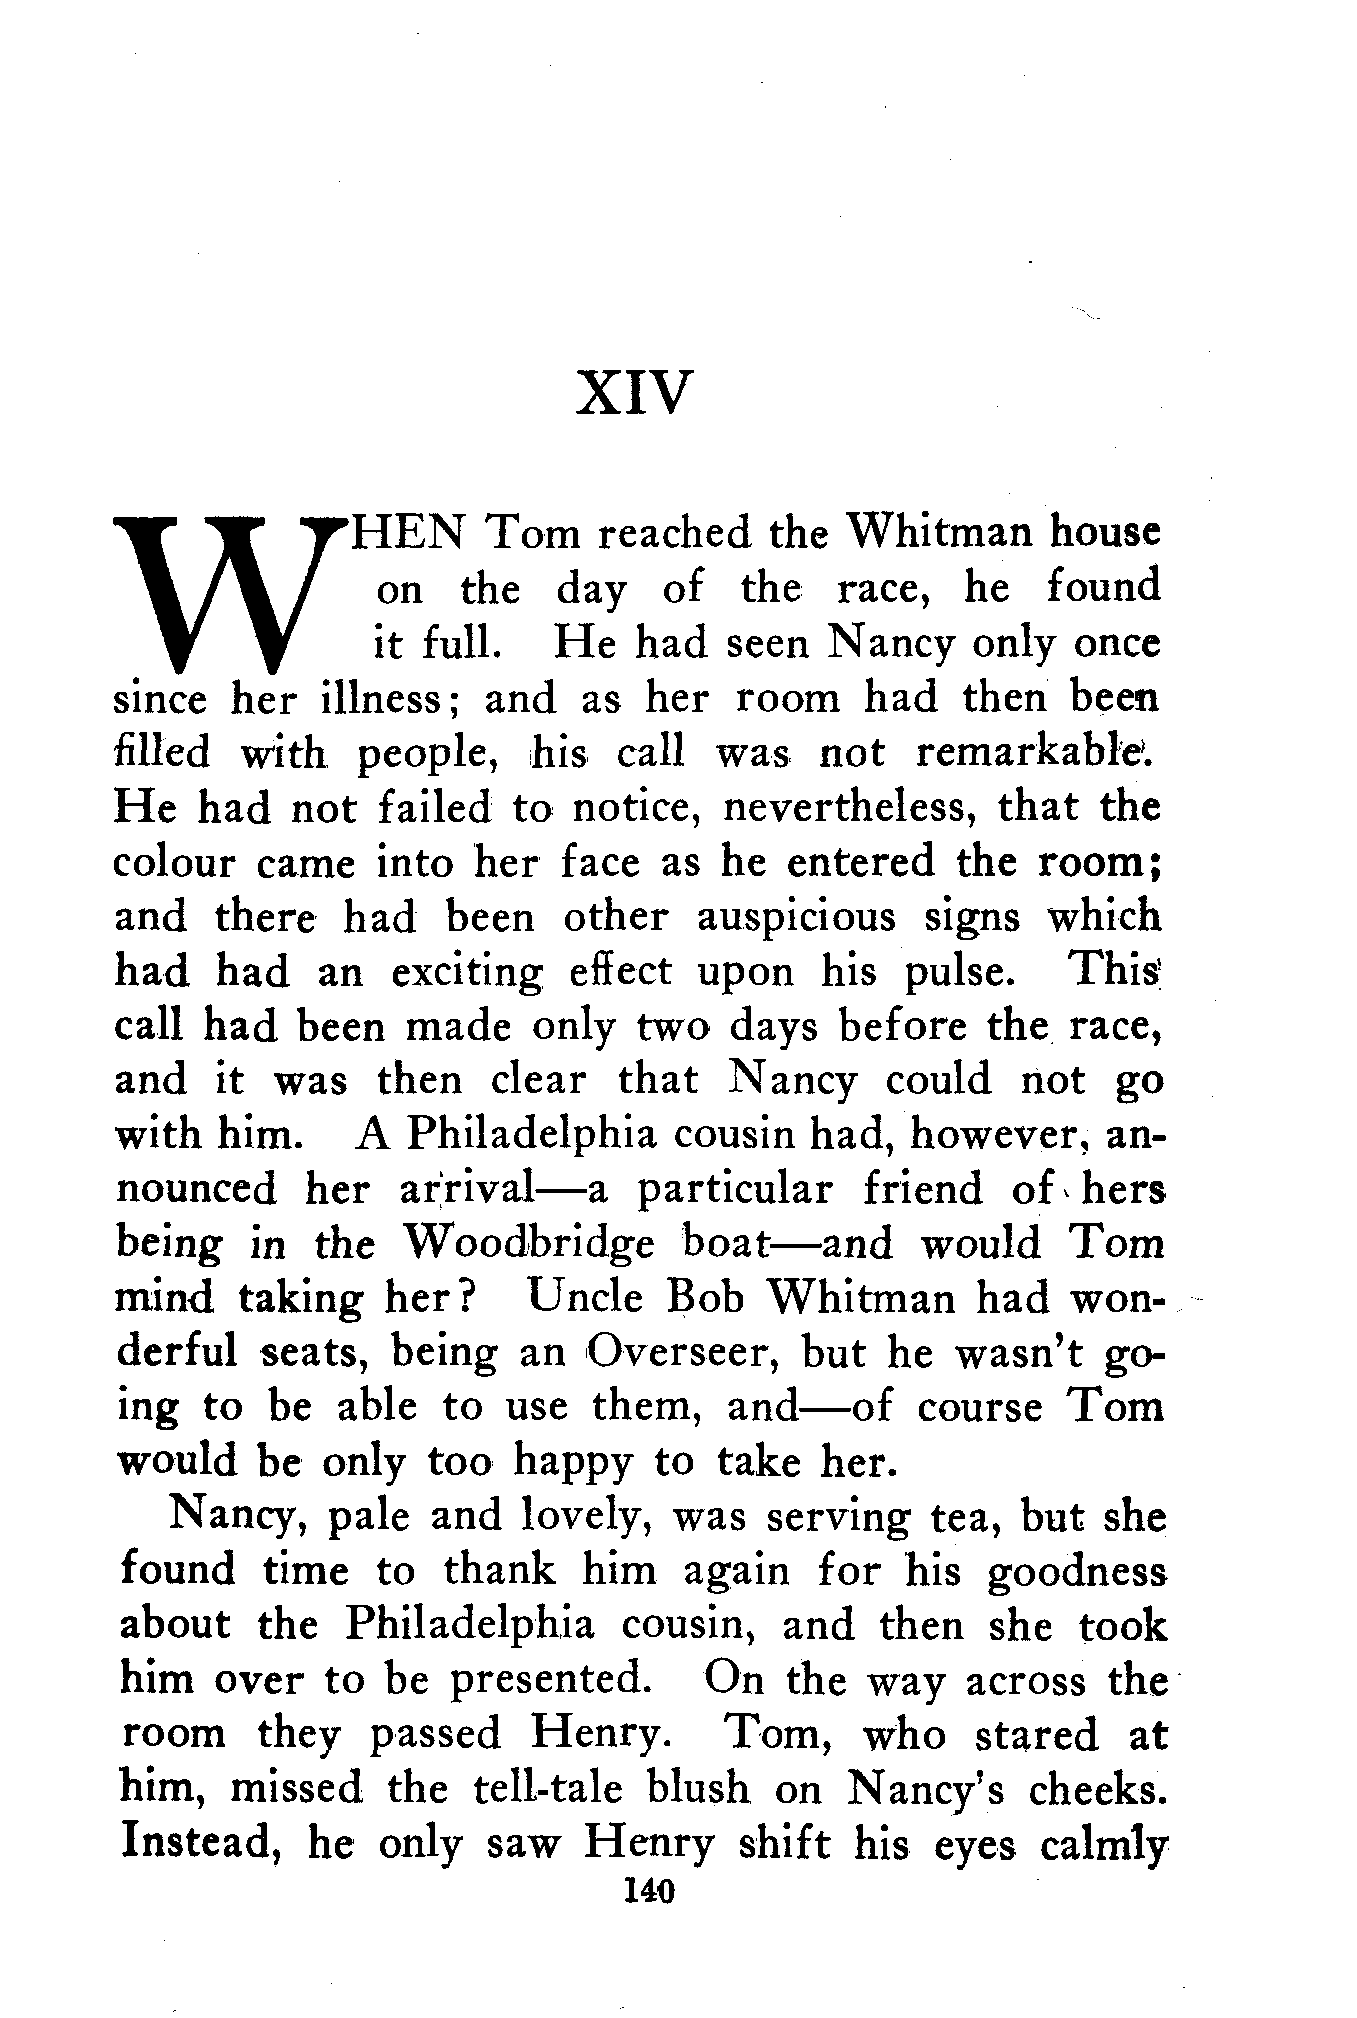 XIV
WHEN Tom reached the Whitman house
on the day of the race, he found
it full. He had seen Nancy only once
since her illness; and as her room had then been
filled with people, his call was not remarkable.
He had not failed to notice, nevertheless, that the
colour came into her face as he entered the room;
and there had been other auspicious signs which
had had an exciting effect upon his pulse. This
call had been made only two days before the race,
and it was then clear that Nancy could not go
with him. A Philadelphia cousin had, however, an-
nounced her arrival—a particular friend of hers
being in the Woodbridge boat—and would Tom
mind taking her? Uncle Bob Whitman had won-
derful seats, being an Overseer, but he wasn't go-
ing to be able to use them, and—of course Tom
would be only too happy to take her.
Nancy, pale and lovely, was serving tea, but she
found time to thank him again for his goodness
about the Philadelphia cousin, and then she took
him over to be presented. On the way across the
room they passed Henry. Tom, who stared at
him, missed the tell-tale blush on Nancy's cheeks.
Instead, he only saw Henry shift his eyes calmly
140